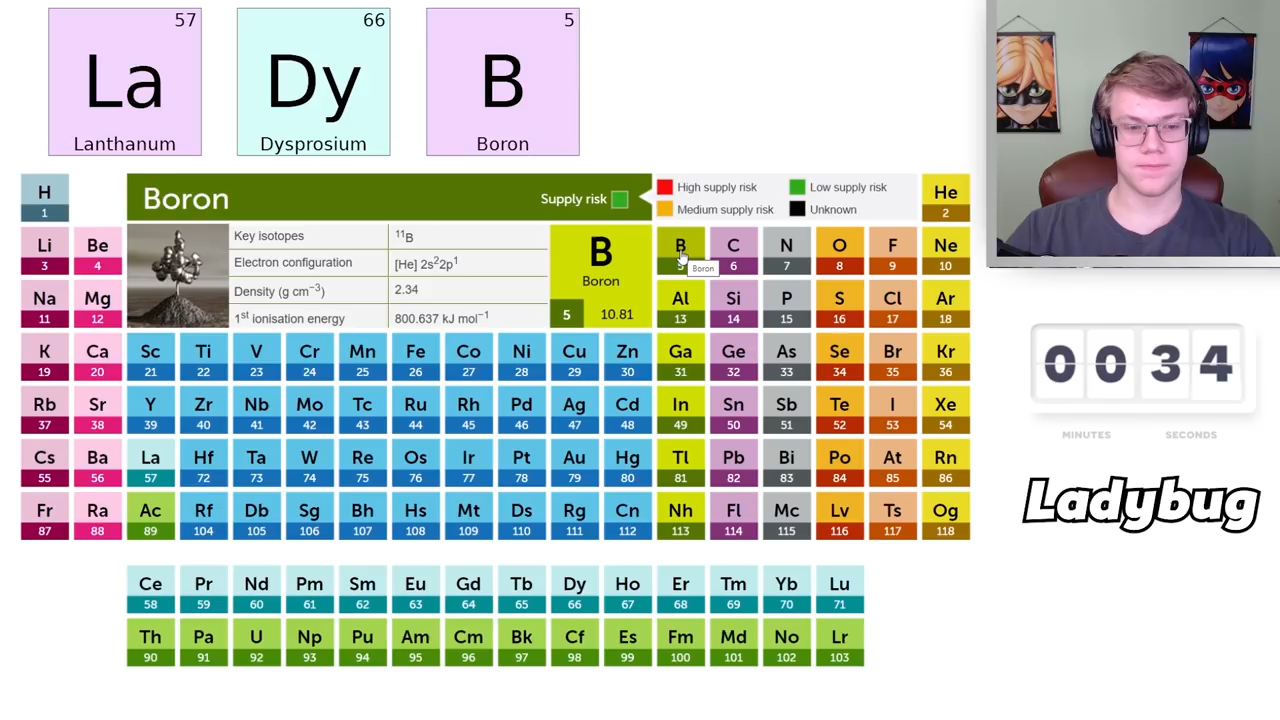 57
La
Lanthanum
66
Dy
Dysprosium
5
B
Boron
H
1
Boron
Supply risk
High supply risk
Low supply risk
Medium supply risk
Unknown
He
2
Key isotopes
¹¹B
Electron configuration
[He] 2s²2p¹
Density (g cm⁻³)
2.34
1ˢᵗ ionisation energy
800.637 kJ mol⁻¹
B
Boron
5
10.81
Li Be B C N O F Ne
3 4 5 6 7 8 9 10
Boron
Na Mg Al Si P S Cl Ar
11 12 13 14 15 16 17 18
K Ca Sc Ti V Cr Mn Fe Co Ni Cu Zn Ga Ge As Se Br Kr
19 20 21 22 23 24 25 26 27 28 29 30 31 32 33 34 35 36
Rb Sr Y Zr Nb Mo Tc Ru Rh Pd Ag Cd In Sn Sb Te I Xe
37 38 39 40 41 42 43 44 45 46 47 48 49 50 51 52 53 54
Cs Ba La Hf Ta W Re Os Ir Pt Au Hg Tl Pb Bi Po At Rn
55 56 57 72 73 74 75 76 77 78 79 80 81 82 83 84 85 86
Fr Ra Ac Rf Db Sg Bh Hs Mt Ds Rg Cn Nh Fl Mc Lv Ts Og
87 88 89 104 105 106 107 108 109 110 111 112 113 114 115 116 117 118
Ce Pr Nd Pm Sm Eu Gd Tb Dy Ho Er Tm Yb Lu
58 59 60 61 62 63 64 65 66 67 68 69 70 71
Th Pa U Np Pu Am Cm Bk Cf Es Fm Md No Lr
90 91 92 93 94 95 96 97 98 99 100 101 102 103
0 0 3 4
MINUTES SECONDS
Ladybug